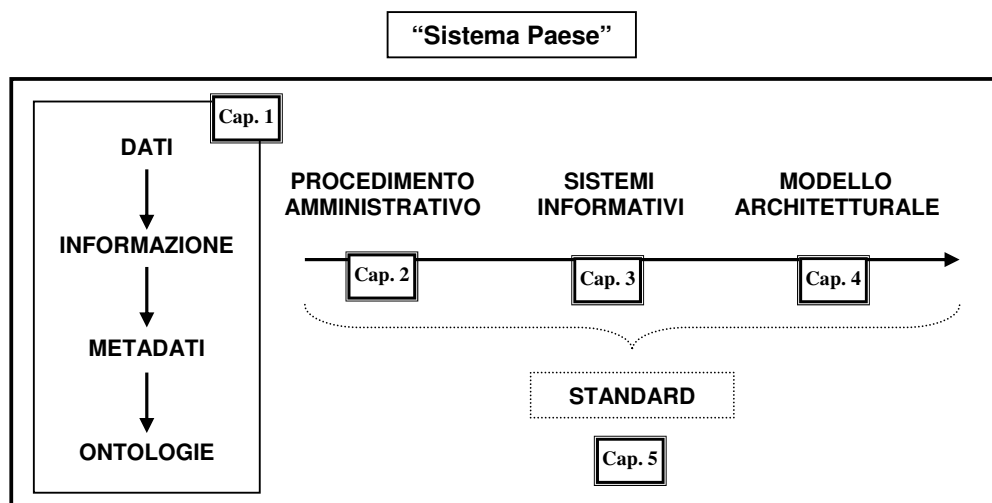 “Sistema Paese”
Cap. 1
DATI
INFORMAZIONE
METADATI
ONTOLOGIE
PROCEDIMENTO
AMMINISTRATIVO
SISTEMI
INFORMATIVI
MODELLO
ARCHITETTURALE
Cap. 2
Cap. 3
Cap. 4
STANDARD
Cap. 5